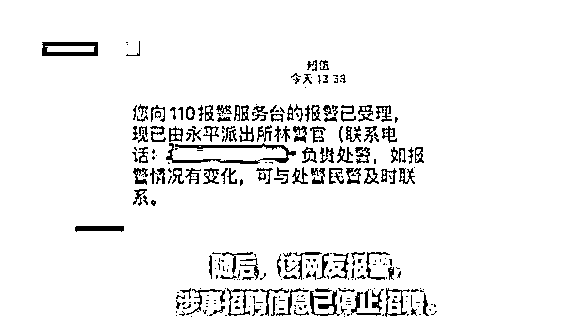 短信
今天 13:38
您向110报警服务台的报警已受理,
现已由永平派出所林警官（联系电
话：
负责处警，如报
警情况有变化，可与处警民警及时联
系。
随后，该网友报警，
涉事招聘信息已停止招聘。